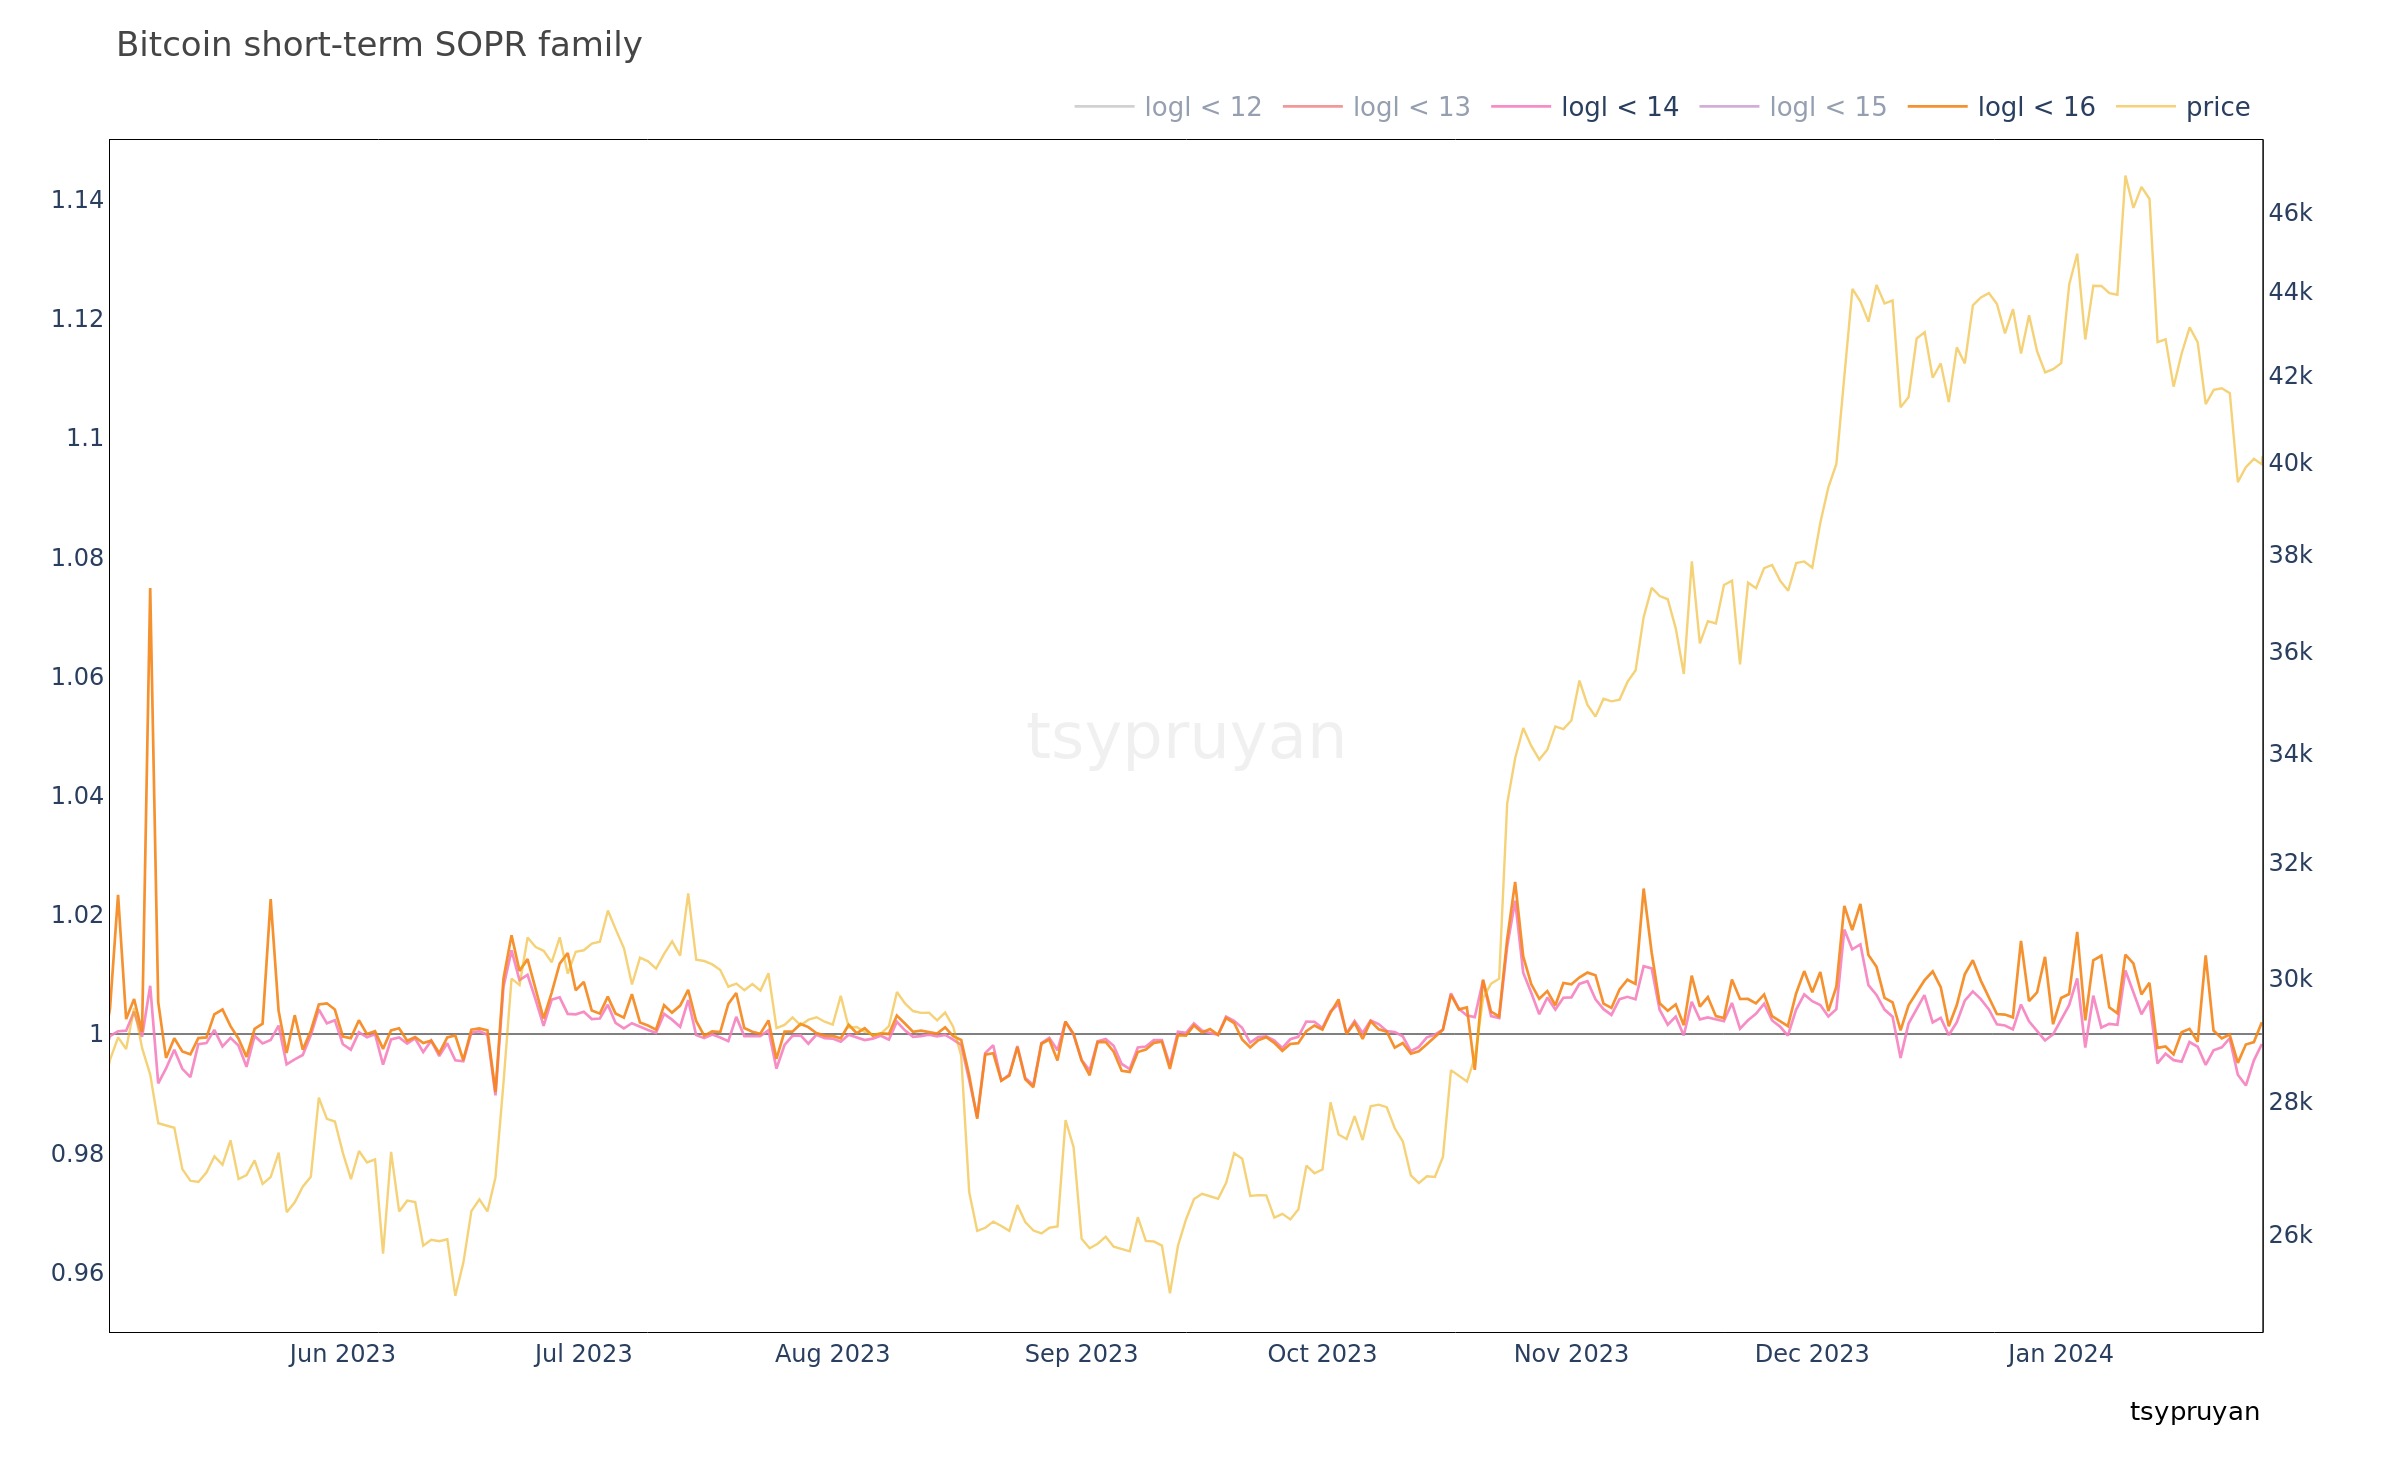 Bitcoin short-term SOPR family
logl < 12 logl < 13 logl < 14 logl < 15 logl < 16 price
1.14
1.12
1.1
1.08
1.06
1.04
1.02
1
0.98
0.96
46k
44k
42k
40k
38k
36k
34k
32k
30k
28k
26k
tsypruyan
Jun 2023 Jul 2023 Aug 2023 Sep 2023 Oct 2023 Nov 2023 Dec 2023 Jan 2024
tsypruyan